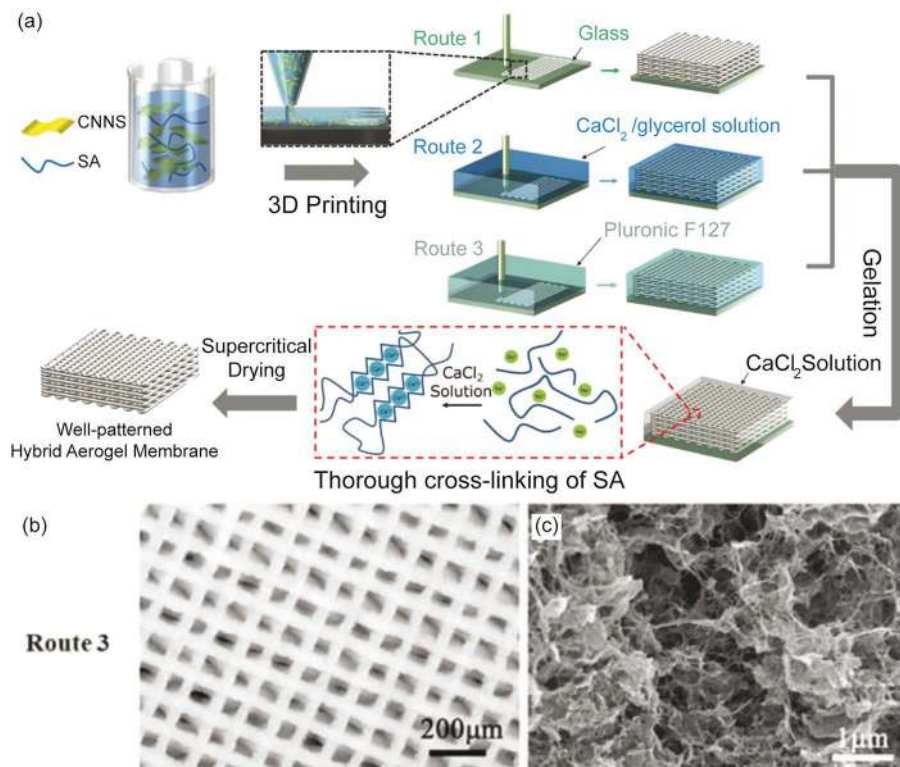 (a)
CNNS
SA
3D Printing
Route 1
Glass
Route 2
CaCl2 /glycerol solution
Route 3
Pluronic F127
Gelation
CaCl2Solution
CaCl2
Solution
Thorough cross-linking of SA
Supercritical
Drying
Well-patterned
Hybrid Aerogel Membrane
(b)
Route 3
200μm
(c)
1μm